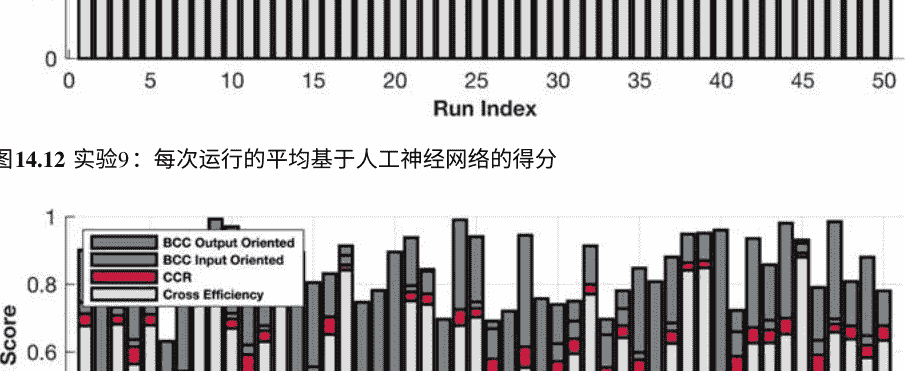 0
0 5 10 15 20 25 30 35 40 45 50
Run Index
图14.12 实验9：每次运行的平均基于人工神经网络的得分
1
BCC Output Oriented
BCC Input Oriented
CCR
Cross Efficiency
0.8
Score
0.6